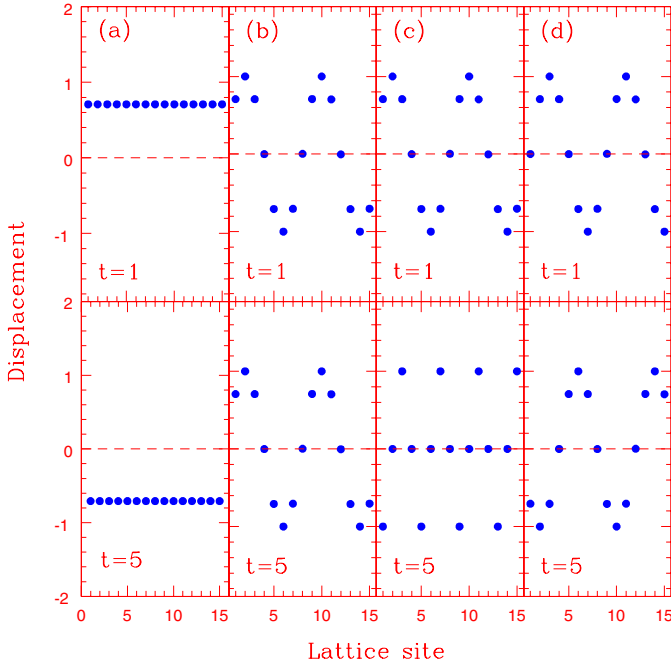 2
(a) (b) (c) (d)
1
0
-1
t=1 t=1 t=1 t=1
2
1
0
-1
t=5 t=5 t=5 t=5
-2
0 5 10 15 5 10 15 5 10 15 5 10 15
Displacement
Lattice site